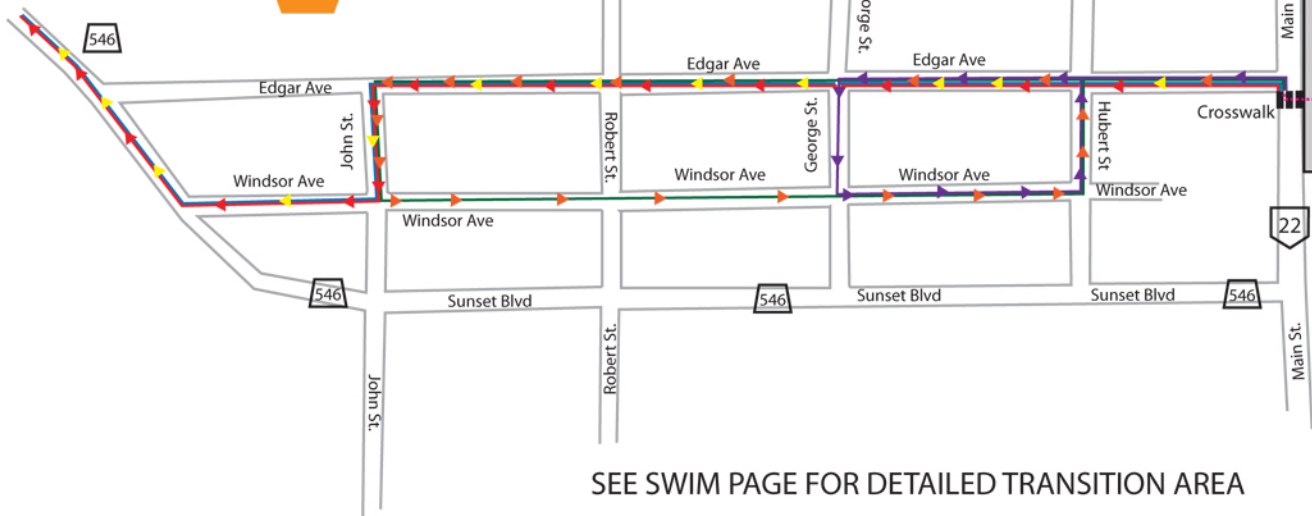 546
orge St.
Main
Edgar Ave
Edgar Ave
Edgar Ave
Crosswalk
John St.
Robert St.
George St.
Hubert St
Windsor Ave
Windsor Ave
Windsor Ave
Windsor Ave
Windsor Ave
22
546
Sunset Blvd
546
Sunset Blvd
Sunset Blvd
546
John St.
Robert St.
Main St.
SEE SWIM PAGE FOR DETAILED TRANSITION AREA